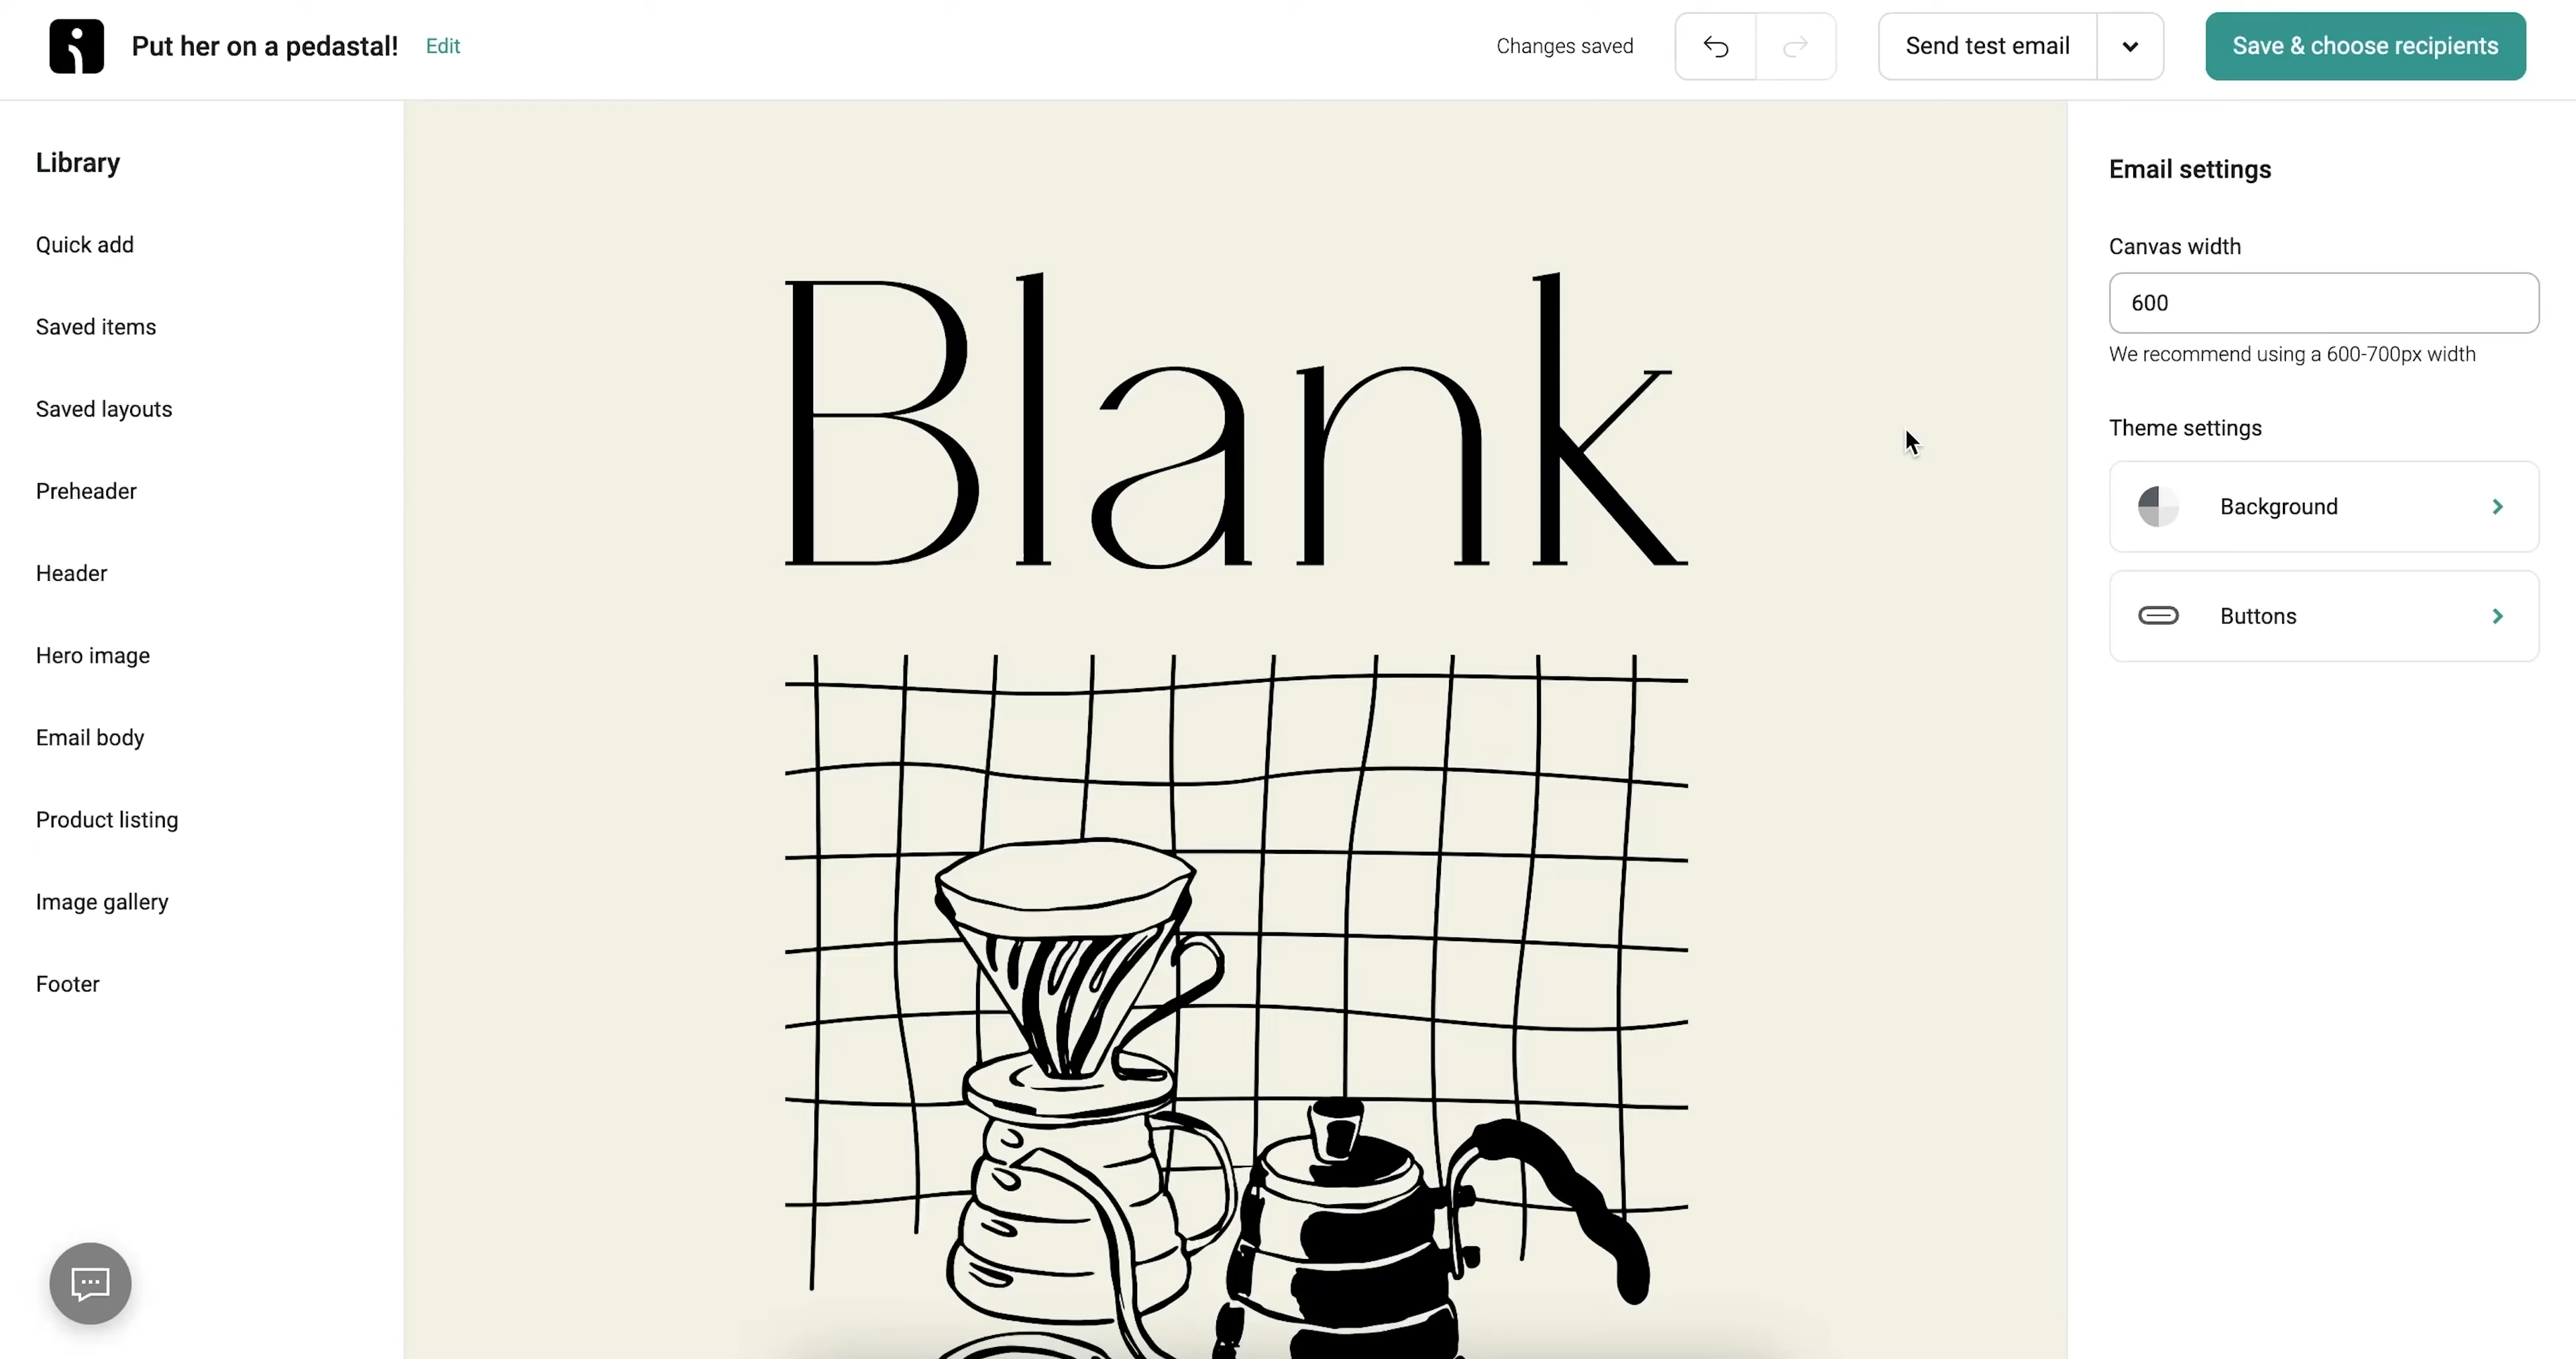 Put her on a pedastal! Edit Changes saved Send test email Save & choose recipients
Library
Quick add
Saved items
Saved layouts
Preheader
Header
Hero image
Email body
Product listing
Image gallery
Footer
Blank
Email settings
Canvas width
600
We recommend using a 600-700px width
Theme settings
Background
Buttons